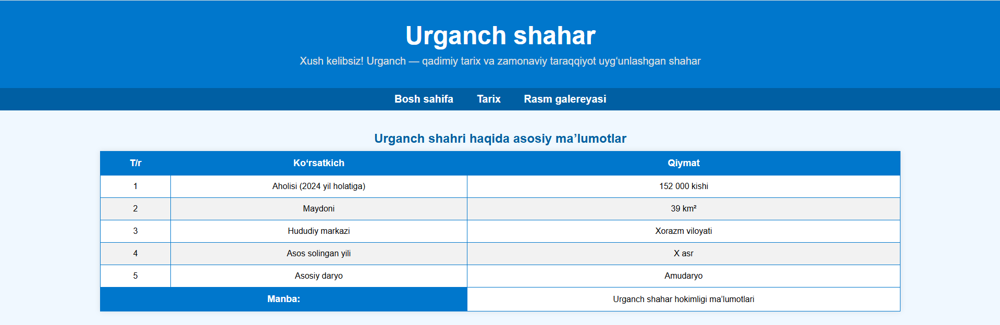 Urganch shahar
Xush kelibsiz! Urganch — qadimiy tarix va zamonaviy taraqqiyot uyg‘unlashgan shahar
Bosh sahifa Tarix Rasm galereyasi
Urganch shahri haqida asosiy ma’lumotlar
T/r Ko‘rsatkich Qiymat
1 Aholisi (2024 yil holatiga) 152 000 kishi
2 Maydoni 39 km²
3 Hududiy markazi Xorazm viloyati
4 Asos solingan yili X asr
5 Asosiy daryo Amudaryo
Manba: Urganch shahar hokimligi ma’lumotlari